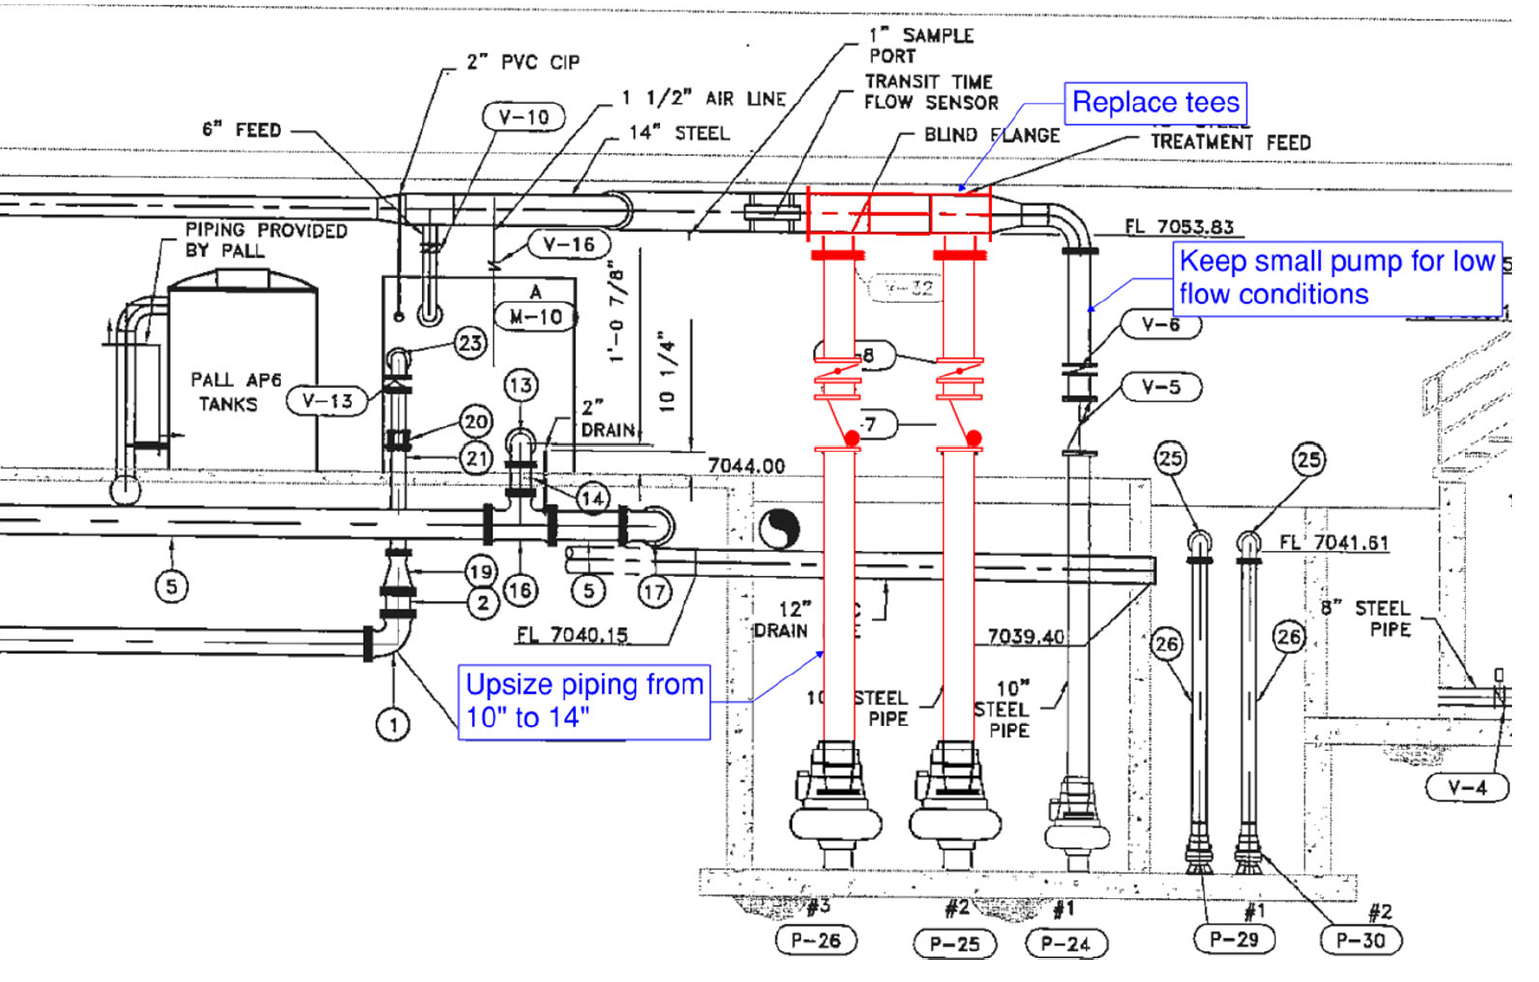 1" SAMPLE
PORT
2" PVC CIP
TRANSIT TIME
FLOW SENSOR
1 1/2" AIR LINE
Replace tees
V-10
6" FEED
14" STEEL
BLIND FLANGE
TREATMENT FEED
PIPING PROVIDED
BY PALL
V-16
FL 7053.83
Keep small pump for low
flow conditions
V-32
A
M-10
1'-0 7/8"
10 1/4"
V-6
23
-8
PALL AP6
TANKS
V-13
13
V-5
2"
DRAIN
20
-7
21
7044.00
25
25
14
FL 7041.61
5
19
16
5
17
2
12"
DRAIN
8" STEEL
PIPE
FL 7040.15
7039.40
26
26
Upsize piping from
10" to 14"
STEEL
PIPE
10"
STEEL
PIPE
1
V-4
#3
#2
#1
#1
#2
P-26
P-25
P-24
P-29
P-30